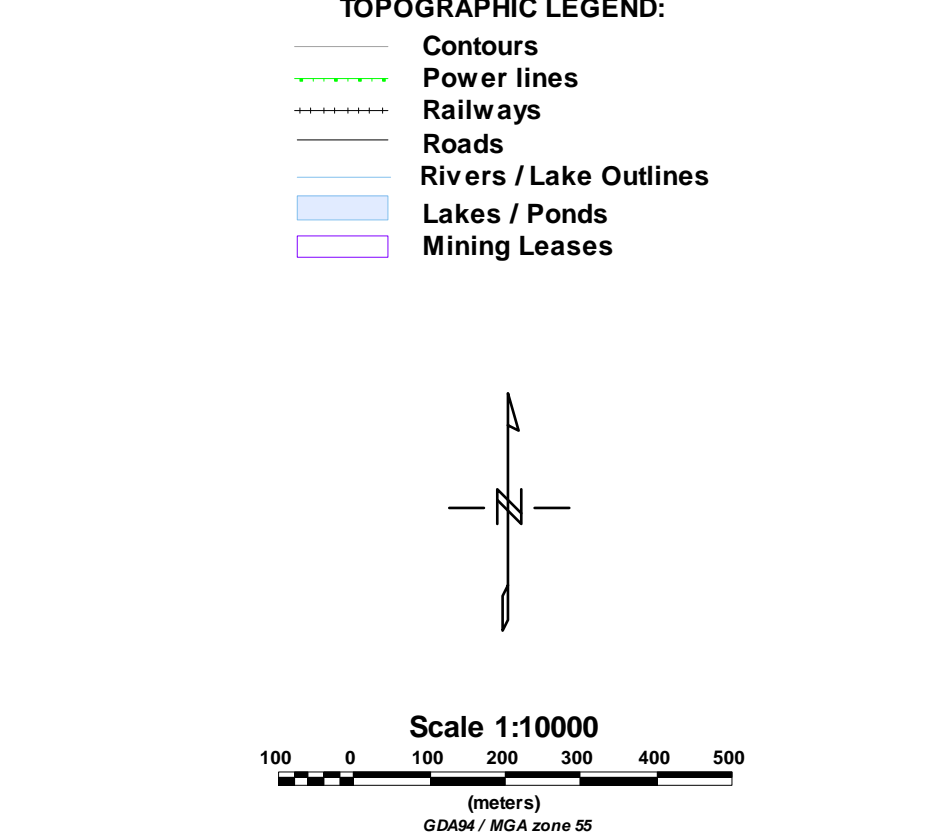 TOPOGRAPHIC LEGEND:
Contours
Power lines
Railways
Roads
Rivers / Lake Outlines
Lakes / Ponds
Mining Leases
N
Scale 1:10000
100 0 100 200 300 400 500
(meters)
GDA94 / MGA zone 55